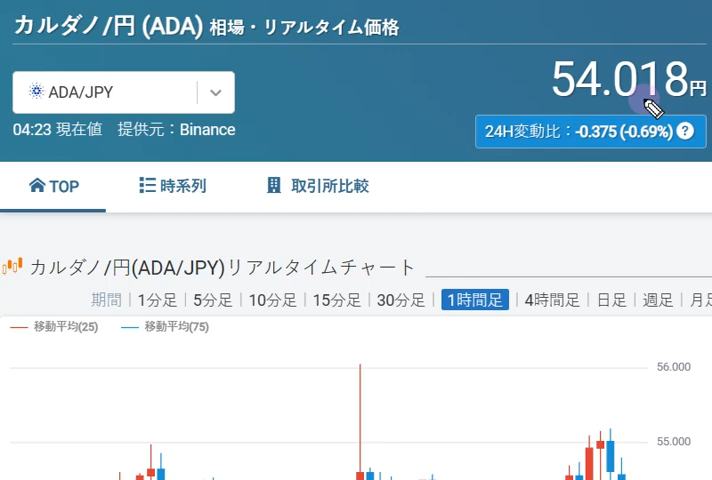 カルダノ/円 (ADA) 相場・リアルタイム価格
54.018円
ADA/JPY
04:23 現在値 提供元：Binance
24H変動比：-0.375 (-0.69%) ?
TOP 時系列 取引所比較
カルダノ/円(ADA/JPY)リアルタイムチャート
期間 | 1分足 | 5分足 | 10分足 | 15分足 | 30分足 | 1時間足 | 4時間足 | 日足 | 週足 | 月足
移動平均(25) 移動平均(75)
56.000
55.000